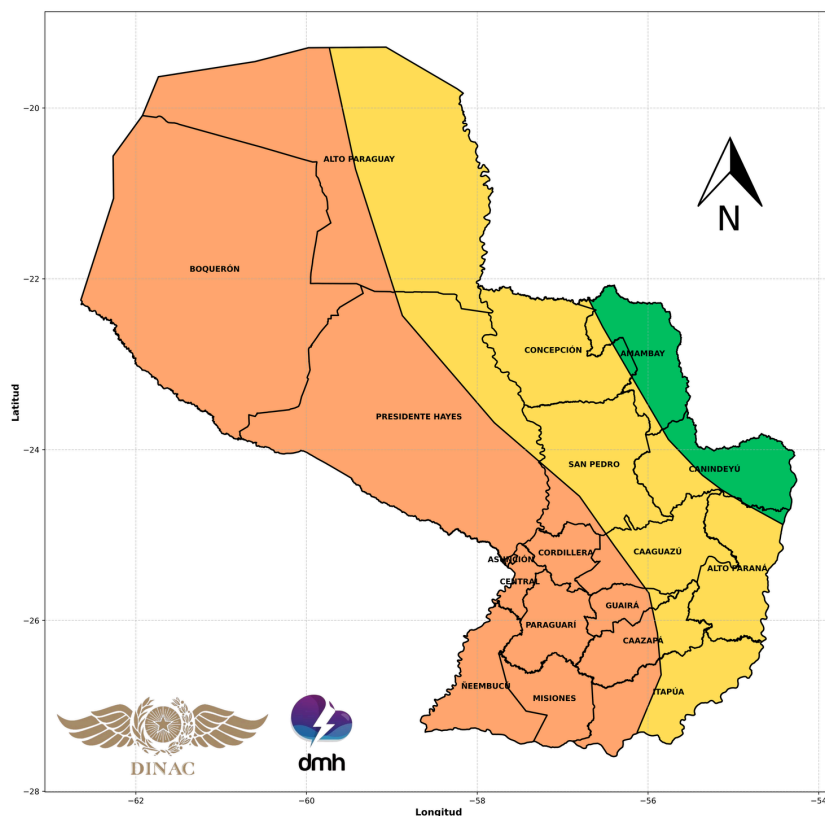 −20
ALTO PARAGUAY
N
BOQUERÓN
−22
CONCEPCIÓN
AMAMBAY
PRESIDENTE HAYES
Latitud
−24
SAN PEDRO
CANINDEYÚ
CAAGUAZÚ
CORDILLERA
ASUNCIÓN
ALTO PARANÁ
CENTRAL
GUAIRÁ
−26
PARAGUARÍ
CAAZAPÁ
ÑEEMBUCÚ
MISIONES
ITAPÚA
DINAC
dmh
−28
−62
−60
−58
−56
−54
Longitud